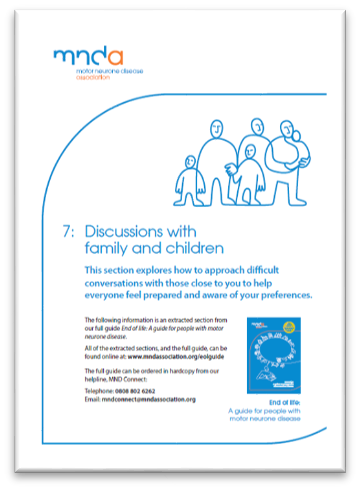 mnda
motor neurone disease
association
7: Discussions with
family and children
This section explores how to approach difficult
conversations with those close to you to help
everyone feel prepared and aware of your preferences.
The following information is an extracted section from
our full guide End of life: A guide for people with motor
neurone disease.
All of the extracted sections, and the full guide, can be
found online at: www.mndassociation.org/eolguide
The full guide can be ordered in hardcopy from our
helpline, MND Connect:
Telephone: 0808 802 6262
Email: mndconnect@mndassociation.org
End of life:
A guide for people with
motor neurone disease